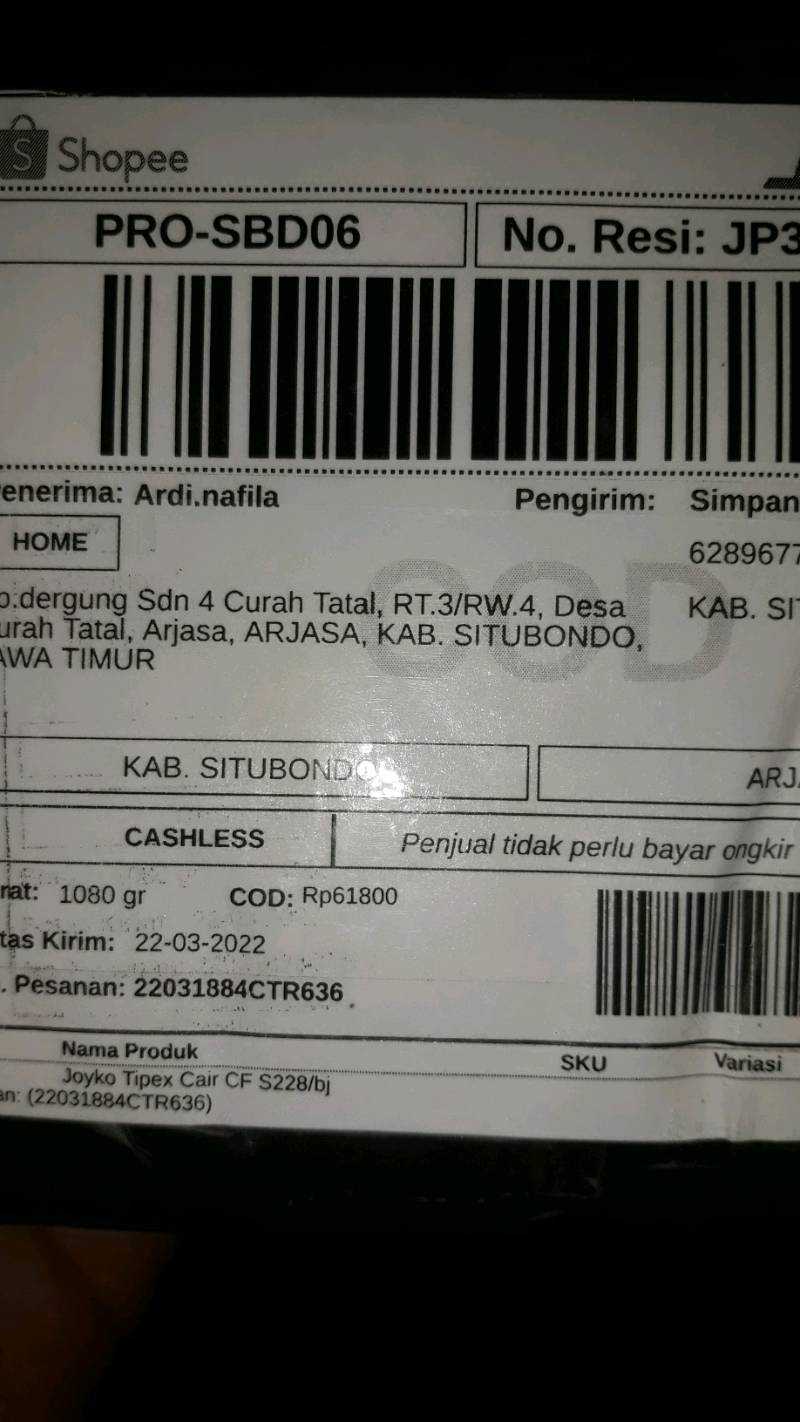 Shopee
PRO-SBD06
No. Resi: JP3
enerima: Ardi.nafila
Pengirim: Simpan
HOME
6289677
COD
o.dergung Sdn 4 Curah Tatal, RT.3/RW.4, Desa
KAB. SIT
urah Tatal, Arjasa, ARJASA, KAB. SITUBONDO,
AWA TIMUR
KAB. SITUBONDO
ARJ
CASHLESS
Penjual tidak perlu bayar ongkir
rat: 1080 gr
COD: Rp61800
tas Kirim: 22-03-2022
. Pesanan: 22031884CTR636
Nama Produk
SKU
Variasi
Joyko Tipex Cair CF S228/bj
an: (22031884CTR636)